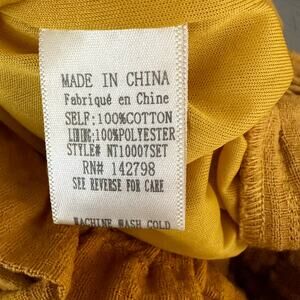 MADE IN CHINA
Fabriqué en Chine
SELF:100%COTTON
LINING:100%POLYESTER
STYLE# NT10007SET
RN# 142798
SEE REVERSE FOR CARE
MACHINE WASH COLD